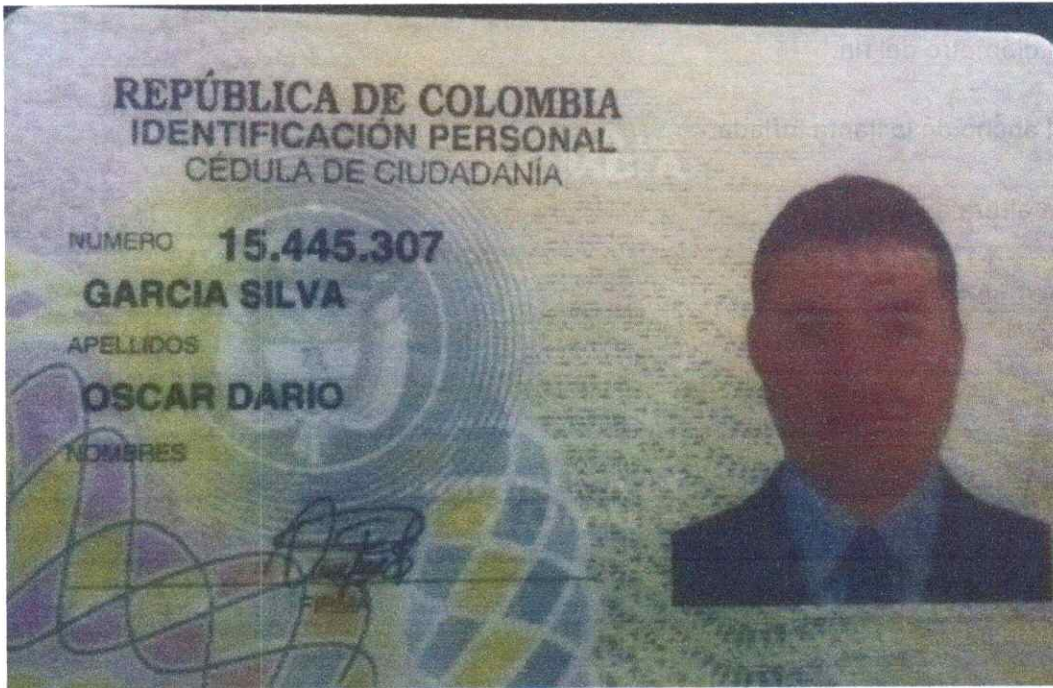 REPÚBLICA DE COLOMBIA
IDENTIFICACIÓN PERSONAL
CÉDULA DE CIUDADANÍA
NUMERO 15.445.307
GARCIA SILVA
APELLIDOS
OSCAR DARIO
NOMBRES
FIRMA